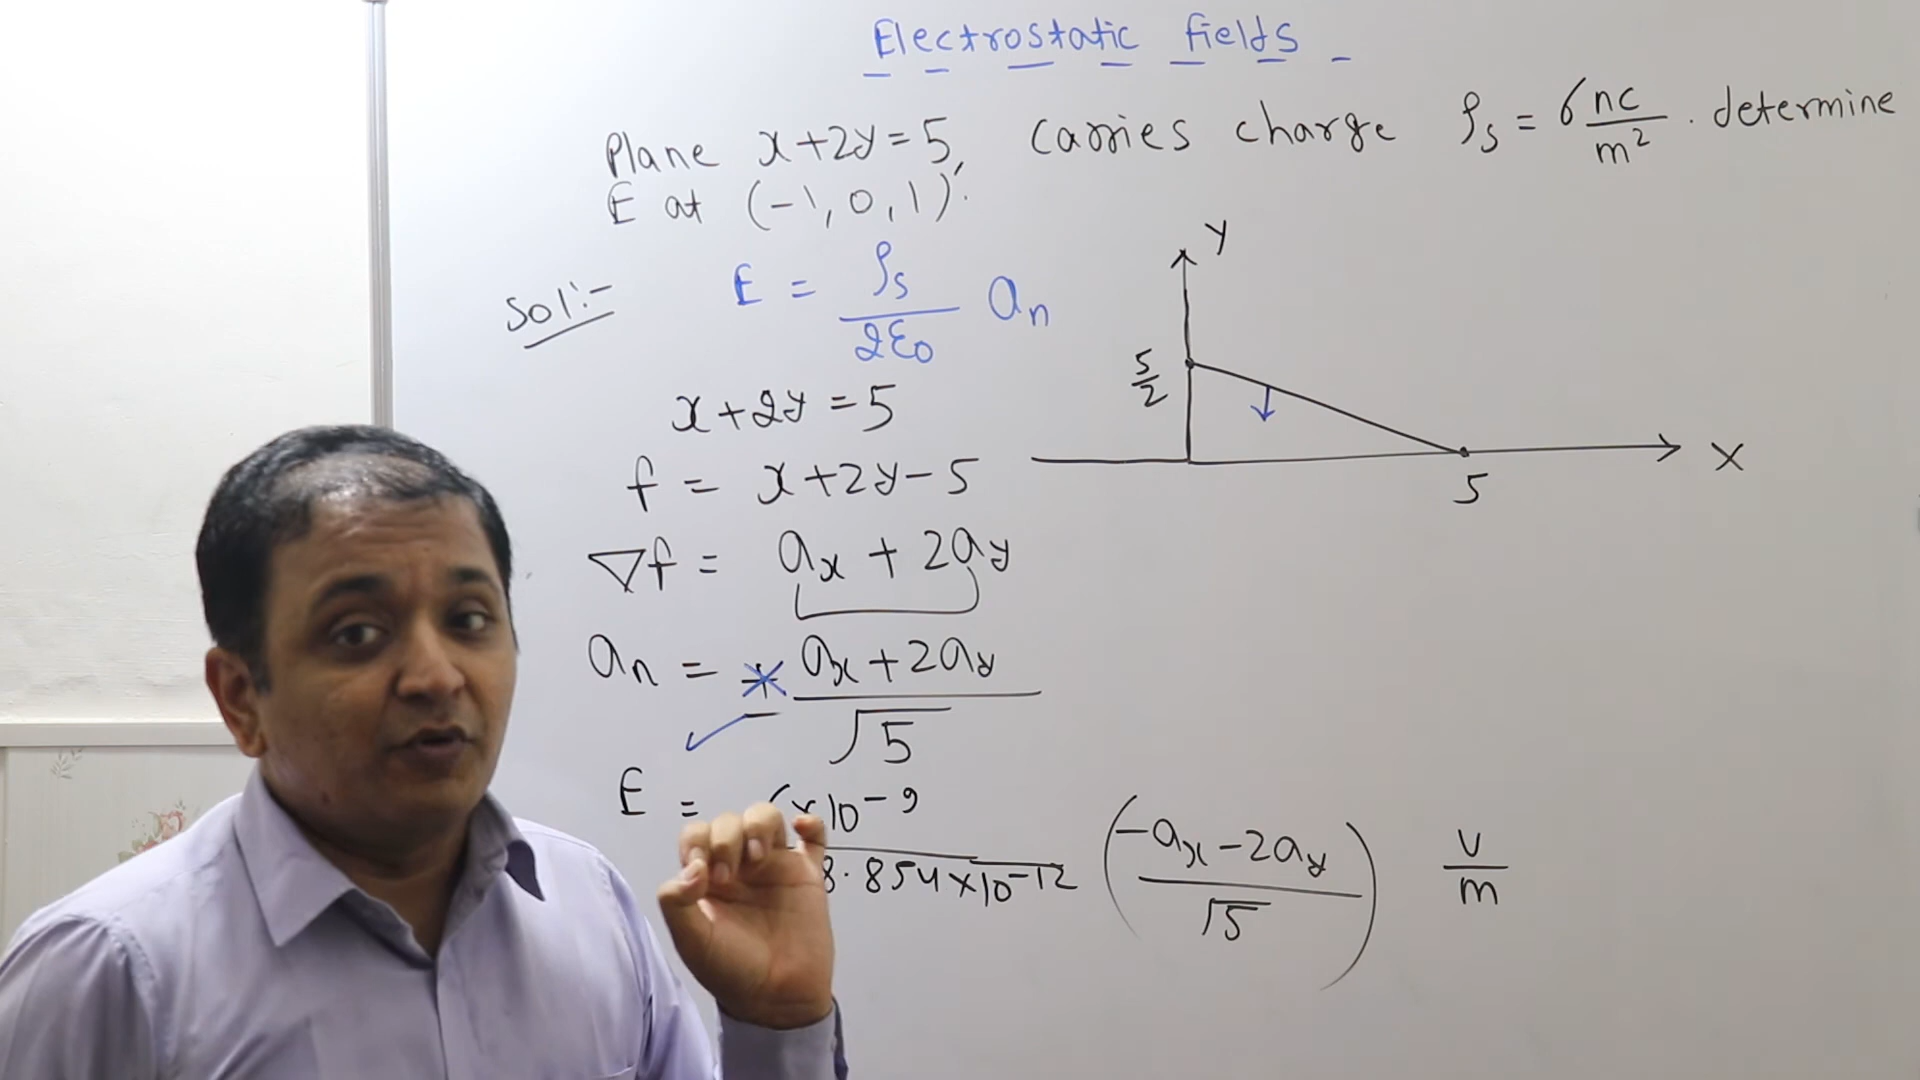 Electrostatic fields
Plane x+2y=5, carries charge ρs = 6 nc/m² . determine
E at (-1, 0, 1).
Sol:-
E = ρs/2ε0 an
x+2y=5
f = x+2y-5
∇f = ax + 2ay
an = ± ax+2ay/√5
E = 6×10-9/8.854×10-12 (-ax-2ay/√5) V/m
Y
5/2
X
5